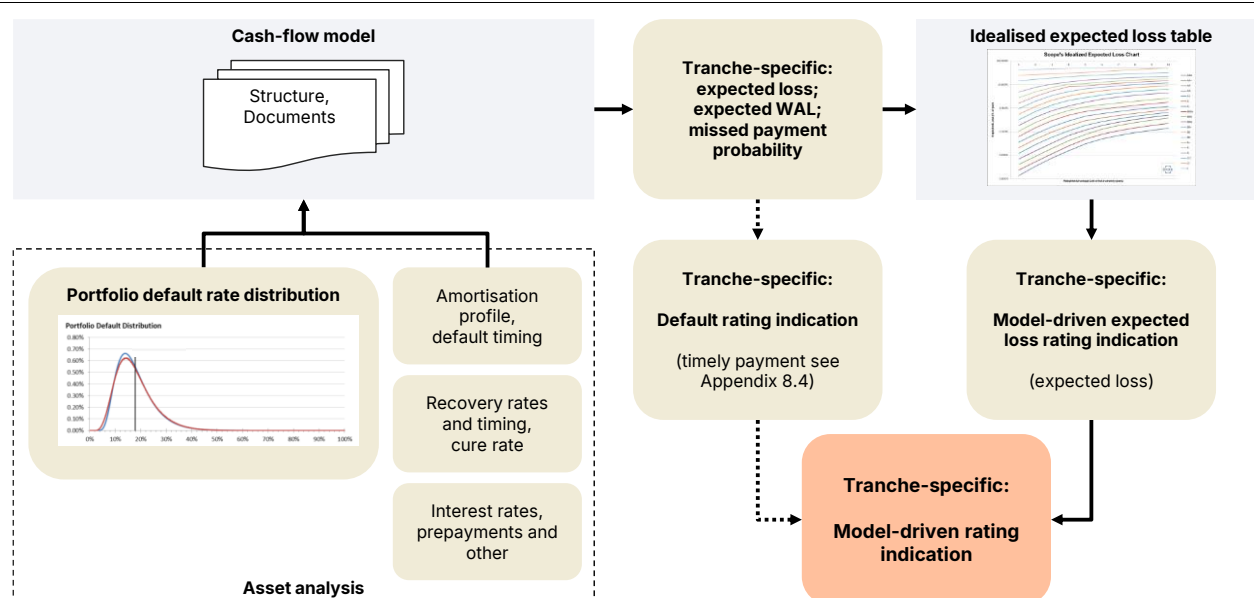 Cash-flow model
Structure,
Documents
Tranche-specific:
expected loss;
expected WAL;
missed payment
probability
Idealised expected loss table
Scope's Idealized Expected Loss Chart
Portfolio default rate distribution
Portfolio Default Distribution
0.80%
0.70%
0.60%
0.50%
0.40%
0.30%
0.20%
0.10%
0.00%
0% 10% 20% 30% 40% 50% 60% 70% 80% 90% 100%
Amortisation
profile,
default timing
Recovery rates
and timing,
cure rate
Interest rates,
prepayments and
other
Asset analysis
Tranche-specific:
Default rating indication
(timely payment see
Appendix 8.4)
Tranche-specific:
Model-driven expected
loss rating indication
(expected loss)
Tranche-specific:
Model-driven rating
indication